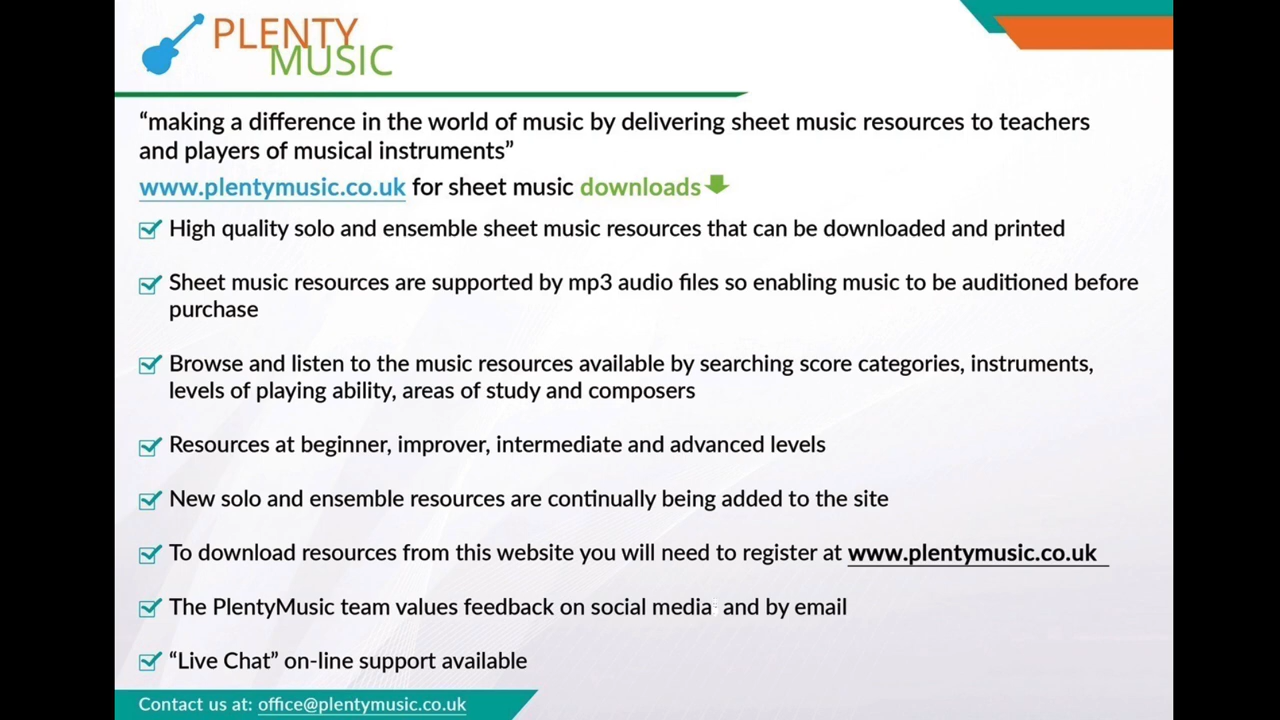 PLENTY
MUSIC
“making a difference in the world of music by delivering sheet music resources to teachers
and players of musical instruments”
www.plentymusic.co.uk for sheet music downloads
High quality solo and ensemble sheet music resources that can be downloaded and printed
Sheet music resources are supported by mp3 audio files so enabling music to be auditioned before
purchase
Browse and listen to the music resources available by searching score categories, instruments,
levels of playing ability, areas of study and composers
Resources at beginner, improver, intermediate and advanced levels
New solo and ensemble resources are continually being added to the site
To download resources from this website you will need to register at www.plentymusic.co.uk
The PlentyMusic team values feedback on social media and by email
“Live Chat” on-line support available
Contact us at: office@plentymusic.co.uk